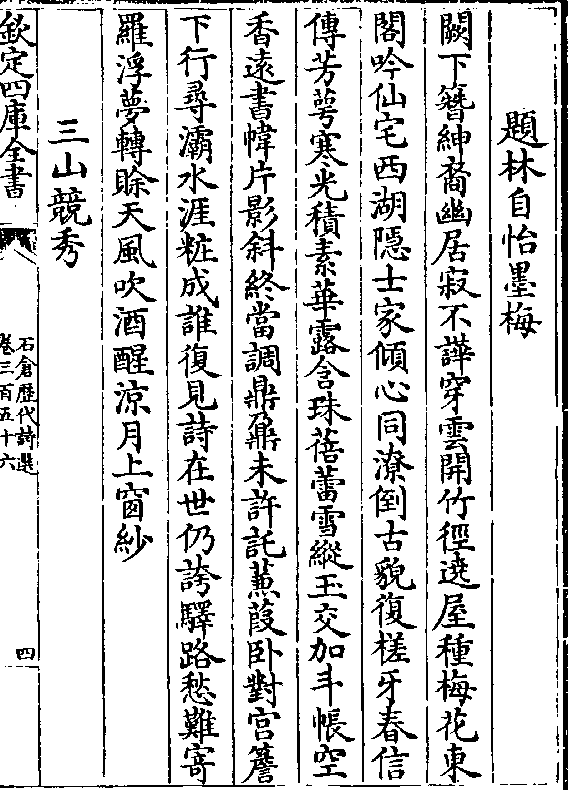 題林自怡墨梅
闕下簪紳裔幽居寂不譁穿雲開竹徑遶屋種梅花東
閣吟仙宅西湖隱士家傾心同潦倒古貌復槎牙春信
傳芳萼寒光積素華露含珠蓓蕾雪縱玉交加斗帳空
香遠書幃片影斜終當調鼎鼐未許託蒹葭卧對宮簷
下行尋灞水涯粧成誰復見詩在世仍誇驛路愁難寄
羅浮夢轉賒天風吹酒醒涼月上窗紗
三山競秀
欽定四庫全書
石倉歷代詩選
卷三百五十六
四